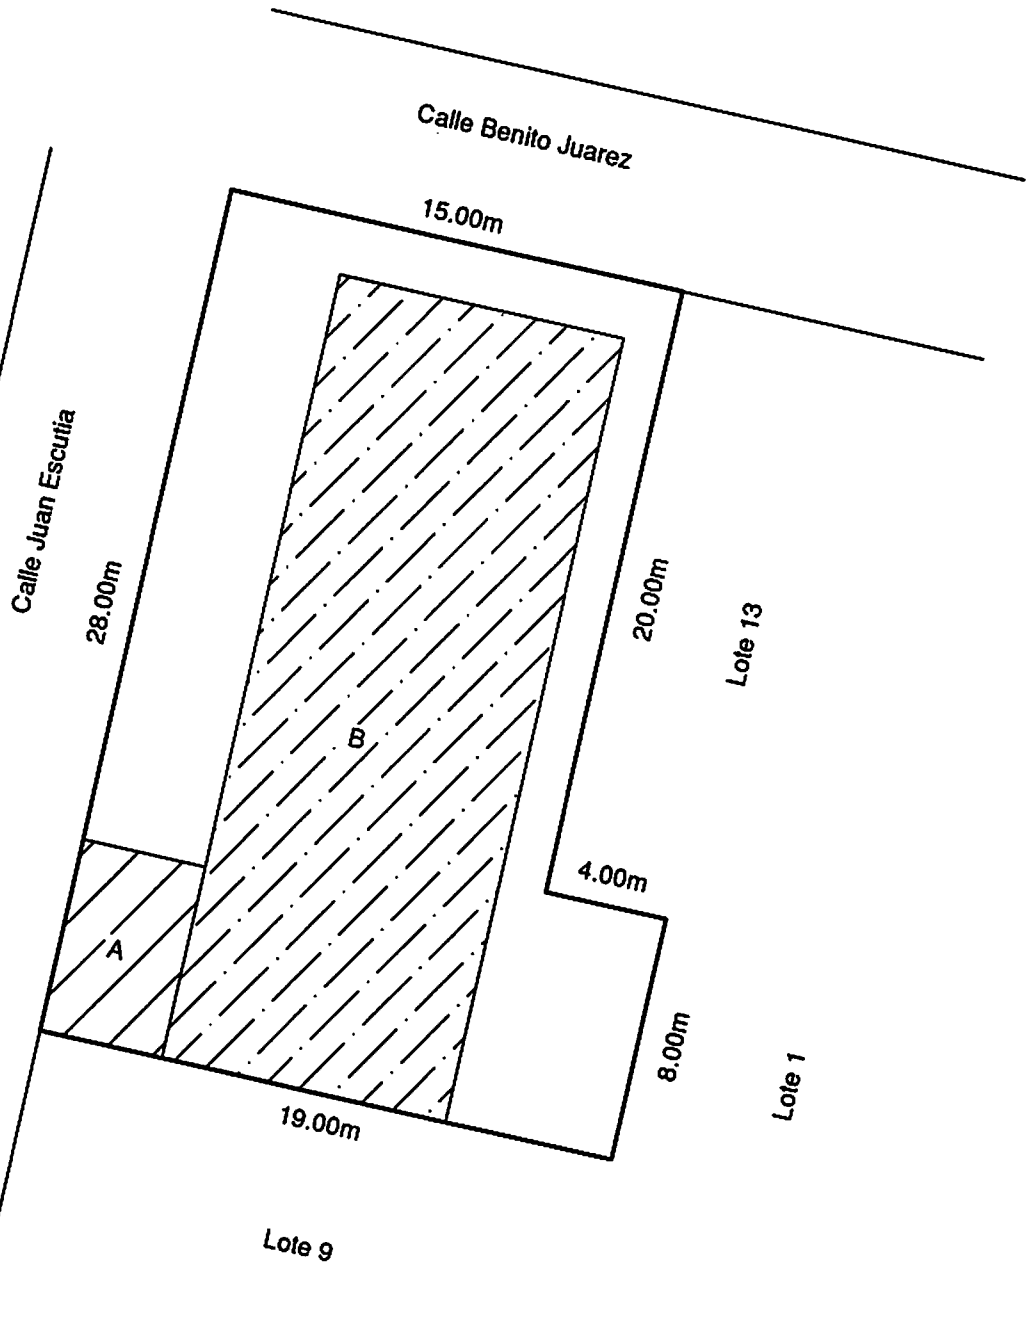 Calle Benito Juarez
15.00m
Calle Juan Escutia
28.00m
20.00m
Lote 13
B
4.00m
A
8.00m
Lote 1
19.00m
Lote 9